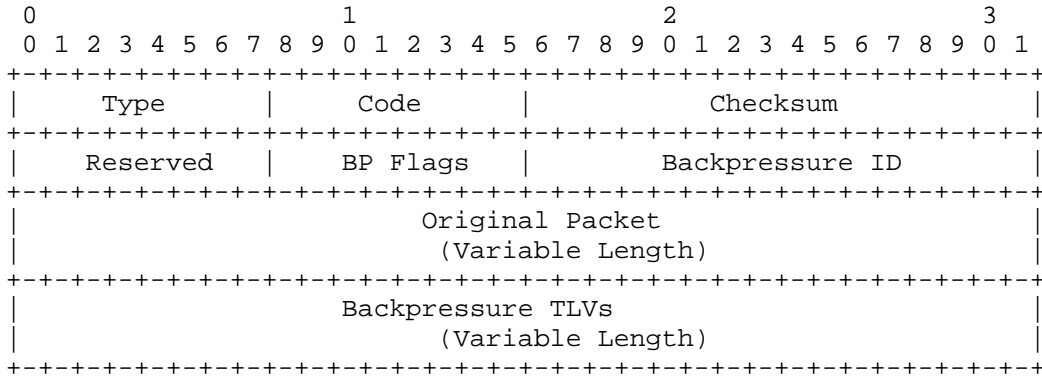 0                   1                   2                   3
 0 1 2 3 4 5 6 7 8 9 0 1 2 3 4 5 6 7 8 9 0 1 2 3 4 5 6 7 8 9 0 1
+-+-+-+-+-+-+-+-+-+-+-+-+-+-+-+-+-+-+-+-+-+-+-+-+-+-+-+-+-+-+-+-+
|     Type      |     Code      |           Checksum            |
+-+-+-+-+-+-+-+-+-+-+-+-+-+-+-+-+-+-+-+-+-+-+-+-+-+-+-+-+-+-+-+-+
|    Reserved   |    BP Flags   |        Backpressure ID        |
+-+-+-+-+-+-+-+-+-+-+-+-+-+-+-+-+-+-+-+-+-+-+-+-+-+-+-+-+-+-+-+-+
|                         Original Packet                       |
|                          (Variable Length)                    |
+-+-+-+-+-+-+-+-+-+-+-+-+-+-+-+-+-+-+-+-+-+-+-+-+-+-+-+-+-+-+-+-+
|                    Backpressure TLVs                          |
|                          (Variable Length)                    |
+-+-+-+-+-+-+-+-+-+-+-+-+-+-+-+-+-+-+-+-+-+-+-+-+-+-+-+-+-+-+-+-+